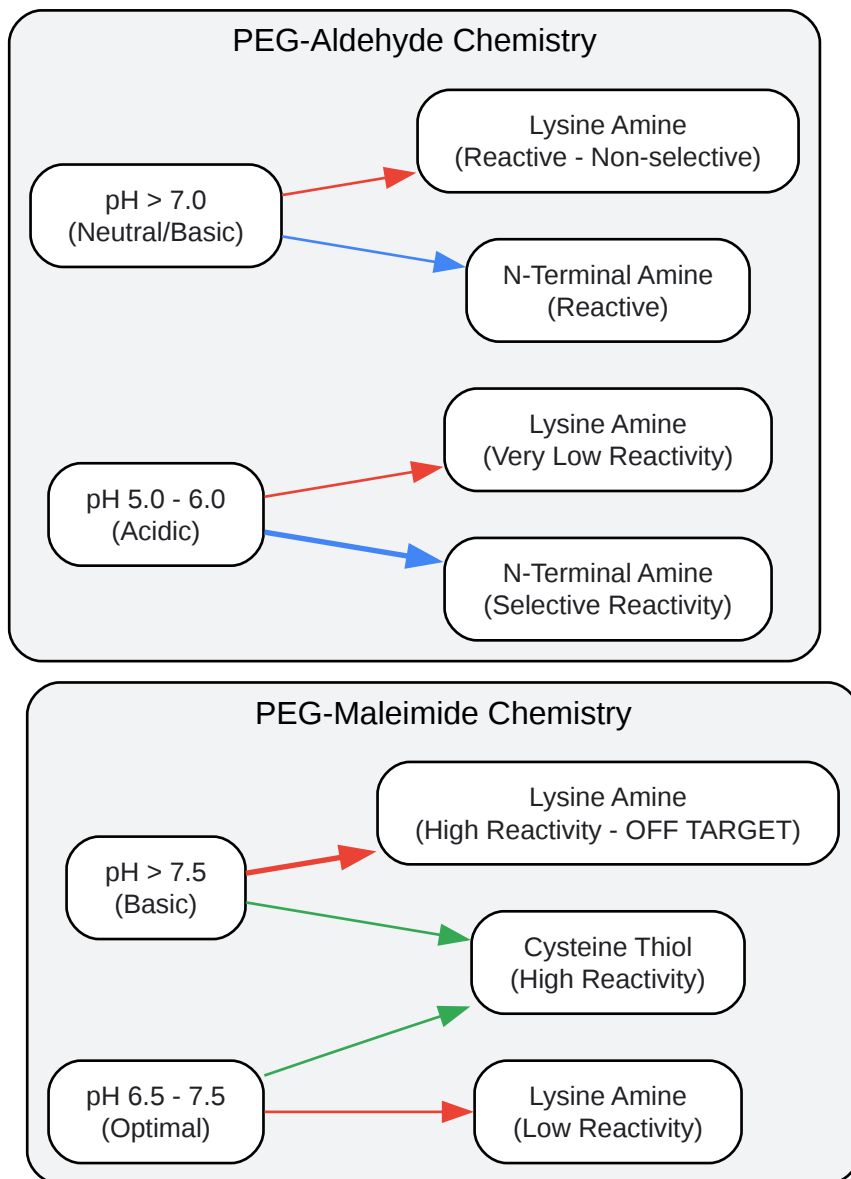 PEG-Aldehyde Chemistry
Lysine Amine
(Reactive - Non-selective)
pH > 7.0
(Neutral/Basic)
N-Terminal Amine
(Reactive)
Lysine Amine
(Very Low Reactivity)
pH 5.0 - 6.0
(Acidic)
N-Terminal Amine
(Selective Reactivity)
PEG-Maleimide Chemistry
Lysine Amine
(High Reactivity - OFF TARGET)
pH > 7.5
(Basic)
Cysteine Thiol
(High Reactivity)
pH 6.5 - 7.5
(Optimal)
Lysine Amine
(Low Reactivity)